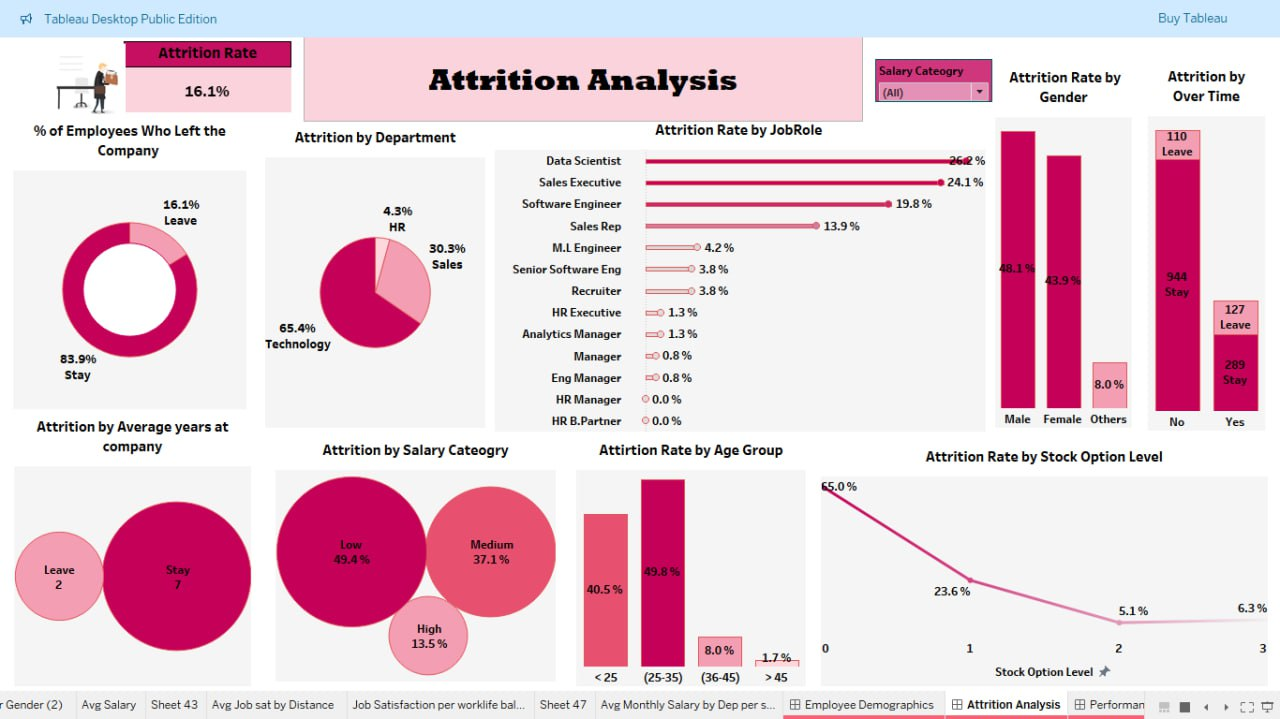 Tableau Desktop Public Edition
Buy Tableau
Attrition Rate
16.1%
Attrition Analysis
Salary Cateogry
(All)
% of Employees Who Left the
Company
16.1%
Leave
83.9%
Stay
Attrition by Department
4.3%
HR
30.3%
Sales
65.4%
Technology
Attrition Rate by JobRole
Data Scientist 26.2 %
Sales Executive 24.1 %
Software Engineer 19.8 %
Sales Rep 13.9 %
M.L Engineer 4.2 %
Senior Software Eng 3.8 %
Recruiter 3.8 %
HR Executive 1.3 %
Analytics Manager 1.3 %
Manager 0.8 %
Eng Manager 0.8 %
HR Manager 0.0 %
HR B.Partner 0.0 %
Attrition Rate by
Gender
48.1 %
43.9 %
8.0 %
Male Female Others
Attrition by
Over Time
110
Leave
944
Stay
127
Leave
289
Stay
No Yes
Attrition by Average years at
company
Leave
2
Stay
7
Attrition by Salary Cateogry
Low
49.4 %
Medium
37.1 %
High
13.5 %
Attirtion Rate by Age Group
40.5 %
49.8 %
8.0 %
1.7 %
< 25 (25-35) (36-45) > 45
Attrition Rate by Stock Option Level
65.0 %
23.6 %
5.1 %
6.3 %
0 1 2 3
Stock Option Level
r Gender (2) Avg Salary Sheet 43 Avg Job sat by Distance Job Satisfaction per worklife bal... Sheet 47 Avg Monthly Salary by Dep per s... Employee Demographics Attrition Analysis Performan